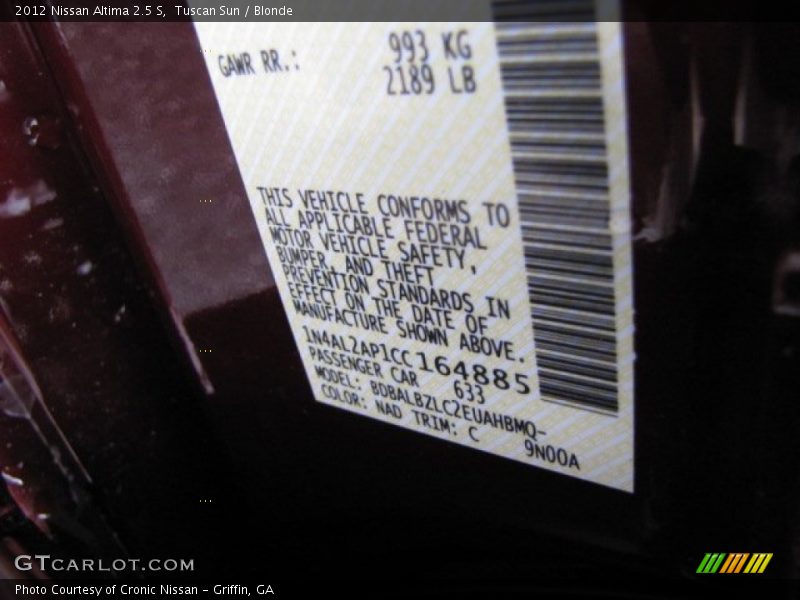 2012 Nissan Altima 2.5 S,  Tuscan Sun / Blonde
GAWR RR.: 993 KG
2189 LB
THIS VEHICLE CONFORMS TO
ALL APPLICABLE FEDERAL
MOTOR VEHICLE SAFETY,
BUMPER, AND THEFT
PREVENTION STANDARDS IN
EFFECT ON THE DATE OF
MANUFACTURE SHOWN ABOVE.
1N4AL2AP1CC164885
PASSENGER CAR 633
MODEL: BDBALBZLC2EUAHBMQ-
9N00A
COLOR: NAD TRIM: C
GTCARLOT.COM
Photo Courtesy of Cronic Nissan - Griffin, GA